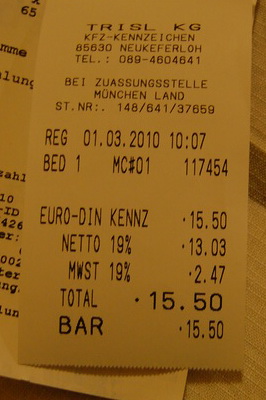 TRISL KG
KFZ-KENNZEICHEN
85630 NEUKEFERLOH
TEL.: 089-4604641
BEI ZUASSUNGSSTELLE
MÜNCHEN LAND
ST.NR:. 148/641/37659
REG 01.03.2010 10:07
BED 1 MC#01 117454
EURO-DIN KENNZ ·15.50
NETTO 19% ·13.03
MWST 19% ·2.47
TOTAL ·15.50
BAR ·15.50